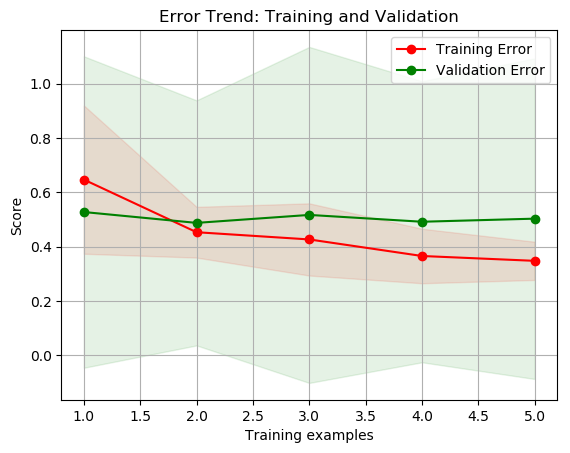 Error Trend: Training and Validation
Training Error
Validation Error
Score
1.0
0.8
0.6
0.4
0.2
0.0
1.0 1.5 2.0 2.5 3.0 3.5 4.0 4.5 5.0
Training examples